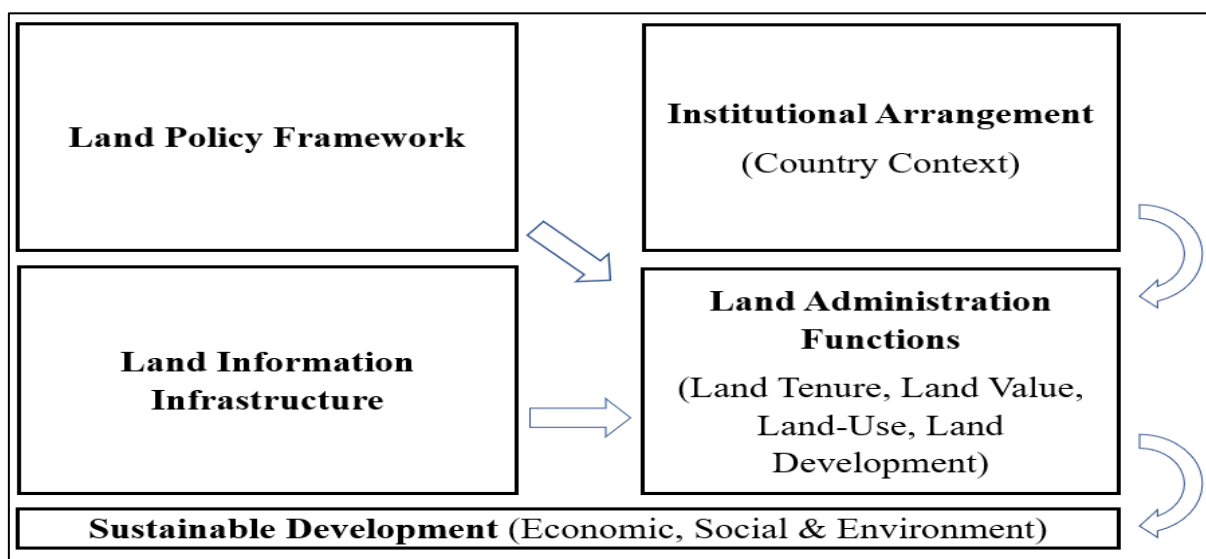 Land Policy Framework
Institutional Arrangement
(Country Context)
Land Information
Infrastructure
Land Administration
Functions
(Land Tenure, Land Value,
Land-Use, Land
Development)
Sustainable Development (Economic, Social & Environment)